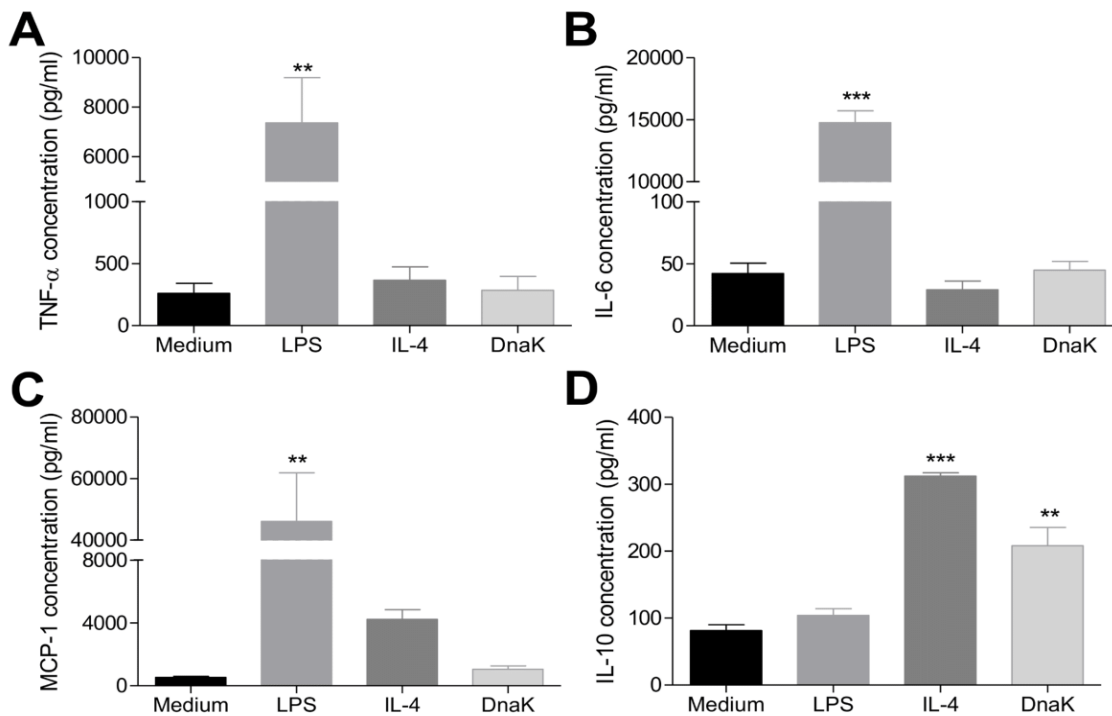 A
TNF-α concentration (pg/ml)
10000
8000
6000
1000
500
0
**
Medium LPS IL-4 DnaK
B
IL-6 concentration (pg/ml)
20000
15000
10000
100
50
0
***
Medium LPS IL-4 DnaK
C
MCP-1 concentration (pg/ml)
80000
60000
40000
8000
4000
0
**
Medium LPS IL-4 DnaK
D
IL-10 concentration (pg/ml)
400
300
200
100
0
***
**
Medium LPS IL-4 DnaK